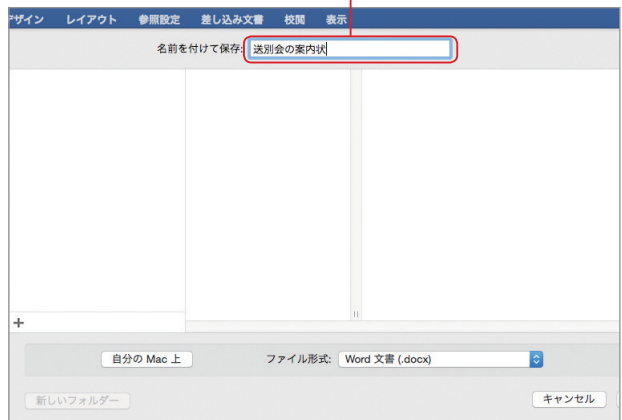 デザイン レイアウト 参照設定 差し込み文書 校閲 表示
名前を付けて保存: 送別会の案内状
+
自分の Mac 上 ファイル形式: Word 文書 (.docx)
新しいフォルダー キャンセル